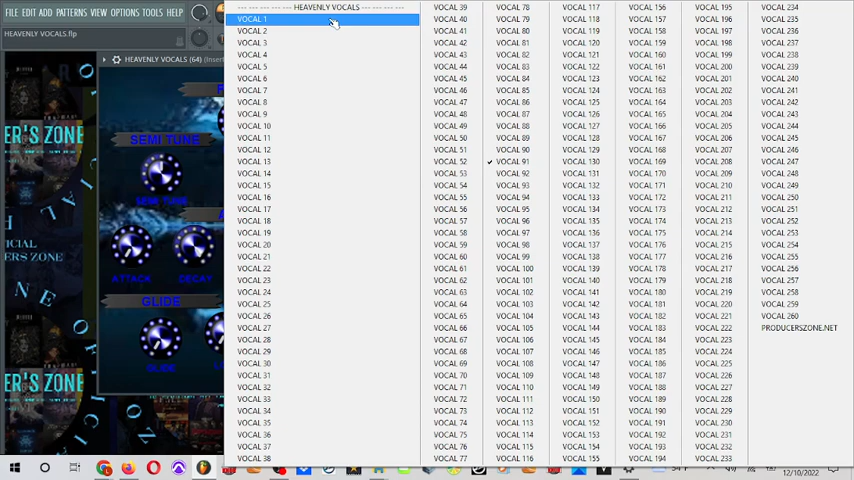 FILE EDIT ADD PATTERNS VIEW OPTIONS TOOLS HELP
HEAVENLY VOCALS.flp
HEAVENLY VOCALS (64)
SEMI TUNE
SEMI TUNE
ATTACK
DECAY
GLIDE
GLIDE
ER'S ZONE
ICIAL
ERS ZONE
ER'S ZONE
--- --- --- --- --- HEAVENLY VOCALS --- --- --- --- ---
VOCAL 1
VOCAL 2
VOCAL 3
VOCAL 4
VOCAL 5
VOCAL 6
VOCAL 7
VOCAL 8
VOCAL 9
VOCAL 10
VOCAL 11
VOCAL 12
VOCAL 13
VOCAL 14
VOCAL 15
VOCAL 16
VOCAL 17
VOCAL 18
VOCAL 19
VOCAL 20
VOCAL 21
VOCAL 22
VOCAL 23
VOCAL 24
VOCAL 25
VOCAL 26
VOCAL 27
VOCAL 28
VOCAL 29
VOCAL 30
VOCAL 31
VOCAL 32
VOCAL 33
VOCAL 34
VOCAL 35
VOCAL 36
VOCAL 37
VOCAL 38
VOCAL 39
VOCAL 40
VOCAL 41
VOCAL 42
VOCAL 43
VOCAL 44
VOCAL 45
VOCAL 46
VOCAL 47
VOCAL 48
VOCAL 49
VOCAL 50
VOCAL 51
VOCAL 52
VOCAL 53
VOCAL 54
VOCAL 55
VOCAL 56
VOCAL 57
VOCAL 58
VOCAL 59
VOCAL 60
VOCAL 61
VOCAL 62
VOCAL 63
VOCAL 64
VOCAL 65
VOCAL 66
VOCAL 67
VOCAL 68
VOCAL 69
VOCAL 70
VOCAL 71
VOCAL 72
VOCAL 73
VOCAL 74
VOCAL 75
VOCAL 76
VOCAL 77
VOCAL 78
VOCAL 79
VOCAL 80
VOCAL 81
VOCAL 82
VOCAL 83
VOCAL 84
VOCAL 85
VOCAL 86
VOCAL 87
VOCAL 88
VOCAL 89
VOCAL 90
VOCAL 91
VOCAL 92
VOCAL 93
VOCAL 94
VOCAL 95
VOCAL 96
VOCAL 97
VOCAL 98
VOCAL 99
VOCAL 100
VOCAL 101
VOCAL 102
VOCAL 103
VOCAL 104
VOCAL 105
VOCAL 106
VOCAL 107
VOCAL 108
VOCAL 109
VOCAL 110
VOCAL 111
VOCAL 112
VOCAL 113
VOCAL 114
VOCAL 115
VOCAL 116
VOCAL 117
VOCAL 118
VOCAL 119
VOCAL 120
VOCAL 121
VOCAL 122
VOCAL 123
VOCAL 124
VOCAL 125
VOCAL 126
VOCAL 127
VOCAL 128
VOCAL 129
VOCAL 130
VOCAL 131
VOCAL 132
VOCAL 133
VOCAL 134
VOCAL 135
VOCAL 136
VOCAL 137
VOCAL 138
VOCAL 139
VOCAL 140
VOCAL 141
VOCAL 142
VOCAL 143
VOCAL 144
VOCAL 145
VOCAL 146
VOCAL 147
VOCAL 148
VOCAL 149
VOCAL 150
VOCAL 151
VOCAL 152
VOCAL 153
VOCAL 154
VOCAL 155
VOCAL 156
VOCAL 157
VOCAL 158
VOCAL 159
VOCAL 160
VOCAL 161
VOCAL 162
VOCAL 163
VOCAL 164
VOCAL 165
VOCAL 166
VOCAL 167
VOCAL 168
VOCAL 169
VOCAL 170
VOCAL 171
VOCAL 172
VOCAL 173
VOCAL 174
VOCAL 175
VOCAL 176
VOCAL 177
VOCAL 178
VOCAL 179
VOCAL 180
VOCAL 181
VOCAL 182
VOCAL 183
VOCAL 184
VOCAL 185
VOCAL 186
VOCAL 187
VOCAL 188
VOCAL 189
VOCAL 190
VOCAL 191
VOCAL 192
VOCAL 193
VOCAL 194
VOCAL 195
VOCAL 196
VOCAL 197
VOCAL 198
VOCAL 199
VOCAL 200
VOCAL 201
VOCAL 202
VOCAL 203
VOCAL 204
VOCAL 205
VOCAL 206
VOCAL 207
VOCAL 208
VOCAL 209
VOCAL 210
VOCAL 211
VOCAL 212
VOCAL 213
VOCAL 214
VOCAL 215
VOCAL 216
VOCAL 217
VOCAL 218
VOCAL 219
VOCAL 220
VOCAL 221
VOCAL 222
VOCAL 223
VOCAL 224
VOCAL 225
VOCAL 226
VOCAL 227
VOCAL 228
VOCAL 229
VOCAL 230
VOCAL 231
VOCAL 232
VOCAL 233
VOCAL 234
VOCAL 235
VOCAL 236
VOCAL 237
VOCAL 238
VOCAL 239
VOCAL 240
VOCAL 241
VOCAL 242
VOCAL 243
VOCAL 244
VOCAL 245
VOCAL 246
VOCAL 247
VOCAL 248
VOCAL 249
VOCAL 250
VOCAL 251
VOCAL 252
VOCAL 253
VOCAL 254
VOCAL 255
VOCAL 256
VOCAL 257
VOCAL 258
VOCAL 259
VOCAL 260
PRODUCERSZONE.NET
12/10/2022